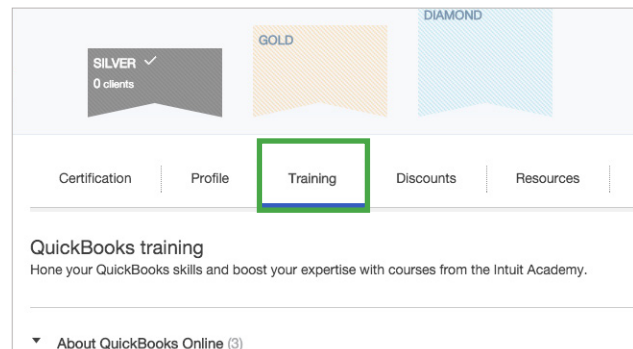 DIAMOND
GOLD
SILVER ✓
0 clients
Certification Profile Training Discounts Resources
QuickBooks training
Hone your QuickBooks skills and boost your expertise with courses from the Intuit Academy.
About QuickBooks Online (3)